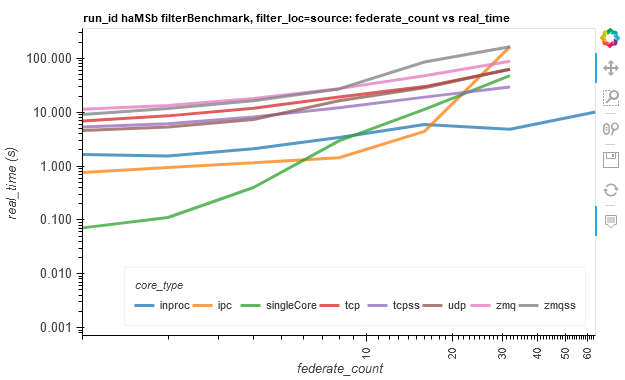 run_id haMSb filterBenchmark, filter_loc=source: federate_count vs real_time
real_time (s)
100.000
10.000
1.000
0.100
0.010
0.001
core_type
inproc ipc singleCore tcp tcpss udp zmq zmqss
10 20 30 40 50 60
federate_count